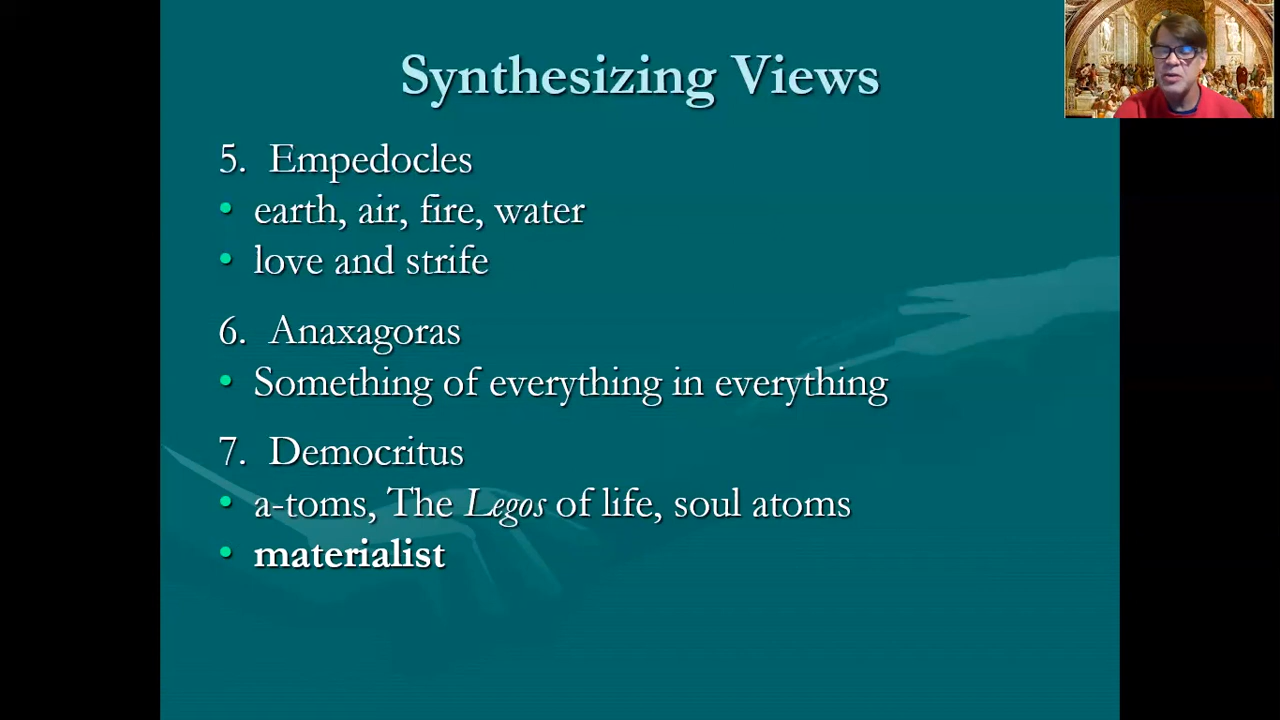 Synthesizing Views
5. Empedocles
• earth, air, fire, water
• love and strife
6. Anaxagoras
• Something of everything in everything
7. Democritus
• a-toms, The Legos of life, soul atoms
• materialist